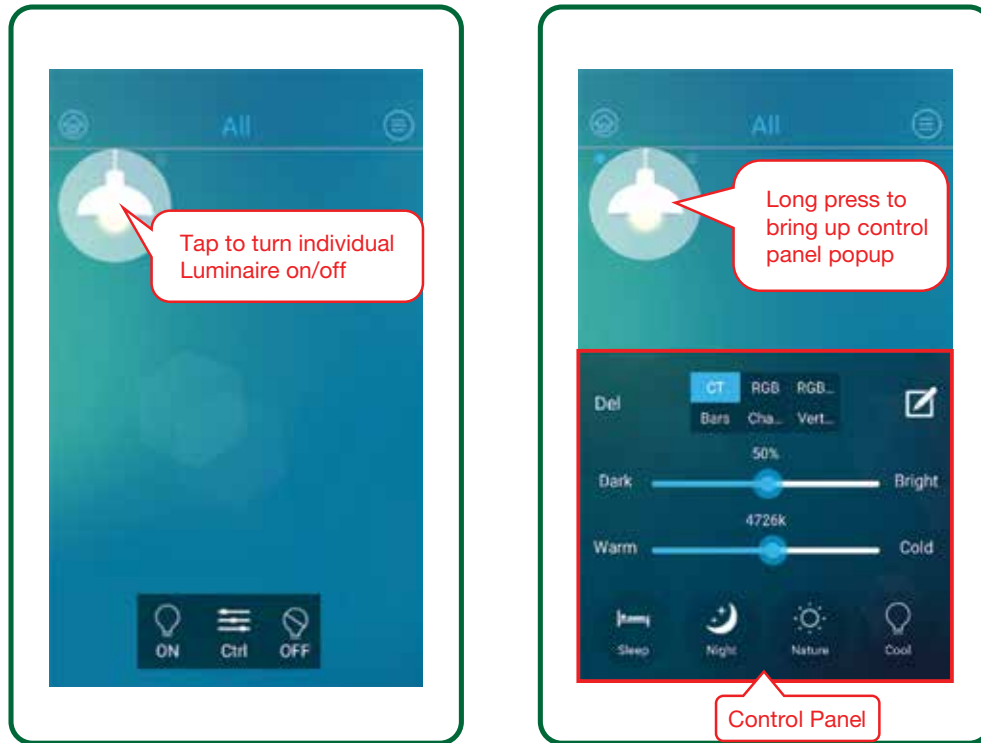 All
Tap to turn individual
Luminaire on/off
ON Ctrl OFF
All
Long press to
bring up control
panel popup
Del
CT RGB RGB...
Bars Cha... Vert...
50%
Dark Bright
4726k
Warm Cold
Sleep Night Nature Cool
Control Panel